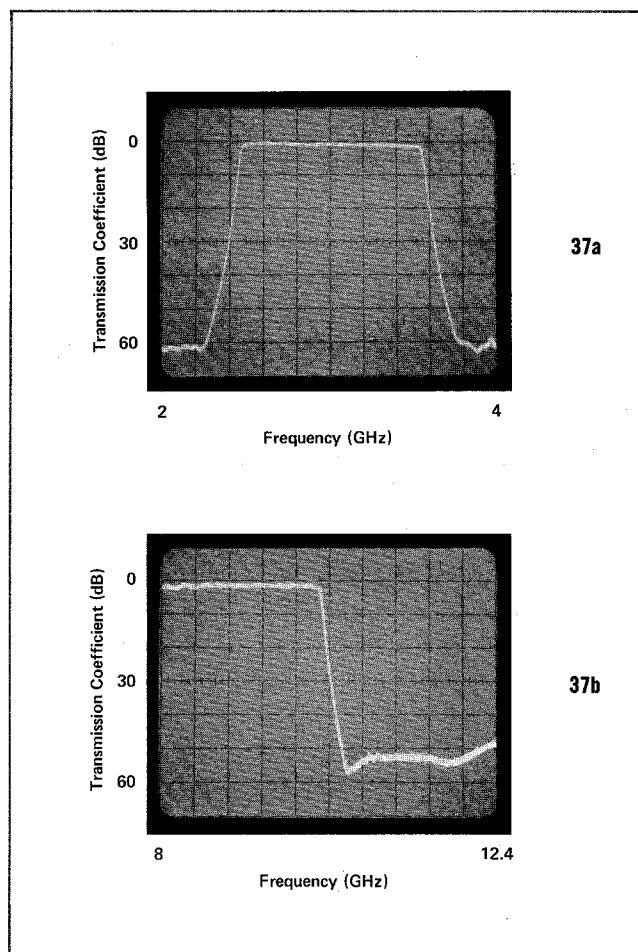 Transmission Coefficient (dB)
0
30
60
2
4
Frequency (GHz)
37a
Transmission Coefficient (dB)
0
30
60
8
12.4
Frequency (GHz)
37b